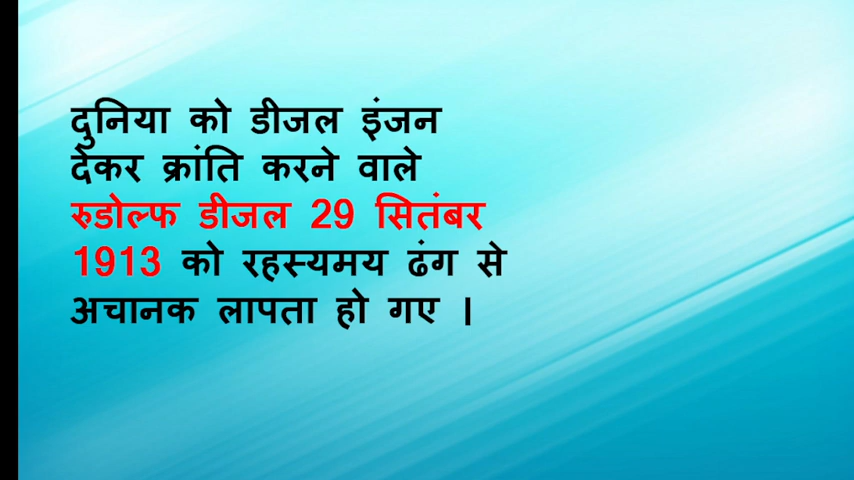 दुनिया को डीजल इंजन
देकर क्रांति करने वाले
रुडोल्फ डीजल 29 सितंबर
1913 को रहस्यमय ढंग से
अचानक लापता हो गए ।